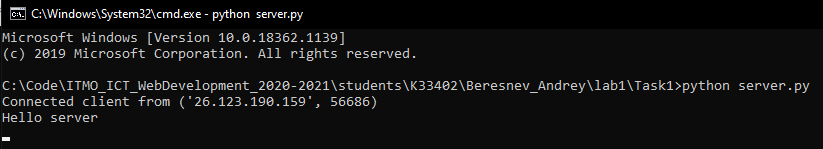 C:\Windows\System32\cmd.exe - python  server.py
Microsoft Windows [Version 10.0.18362.1139]
(c) 2019 Microsoft Corporation. All rights reserved.
C:\Code\ITMO_ICT_WebDevelopment_2020-2021\students\K33402\Beresnev_Andrey\lab1\Task1>python server.py
Connected client from ('26.123.190.159', 56686)
Hello server